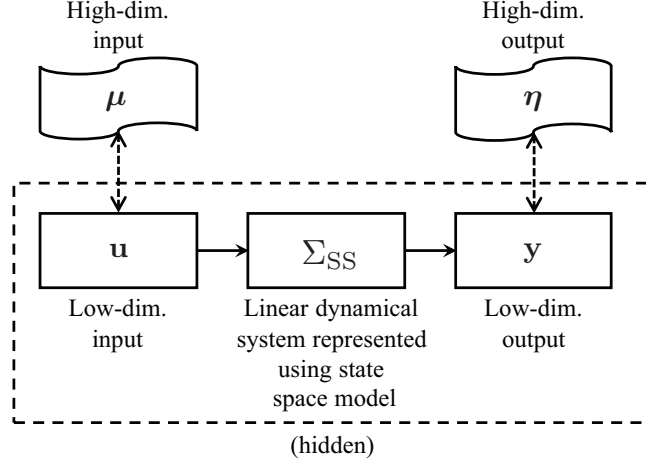 High-dim.
input
High-dim.
output
μ
η
u
Σ_SS
y
Low-dim.
input
Linear dynamical
system represented
using state
space model
Low-dim.
output
(hidden)